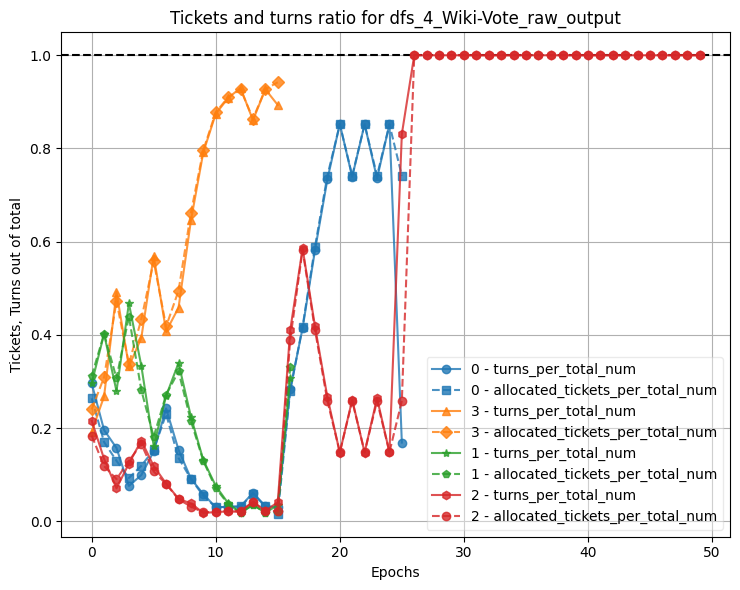 Tickets and turns ratio for dfs_4_Wiki-Vote_raw_output
Tickets, Turns out of total
1.0
0.8
0.6
0.4
0.2
0.0
0 - turns_per_total_num
0 - allocated_tickets_per_total_num
3 - turns_per_total_num
3 - allocated_tickets_per_total_num
1 - turns_per_total_num
1 - allocated_tickets_per_total_num
2 - turns_per_total_num
2 - allocated_tickets_per_total_num
0 10 20 30 40 50
Epochs